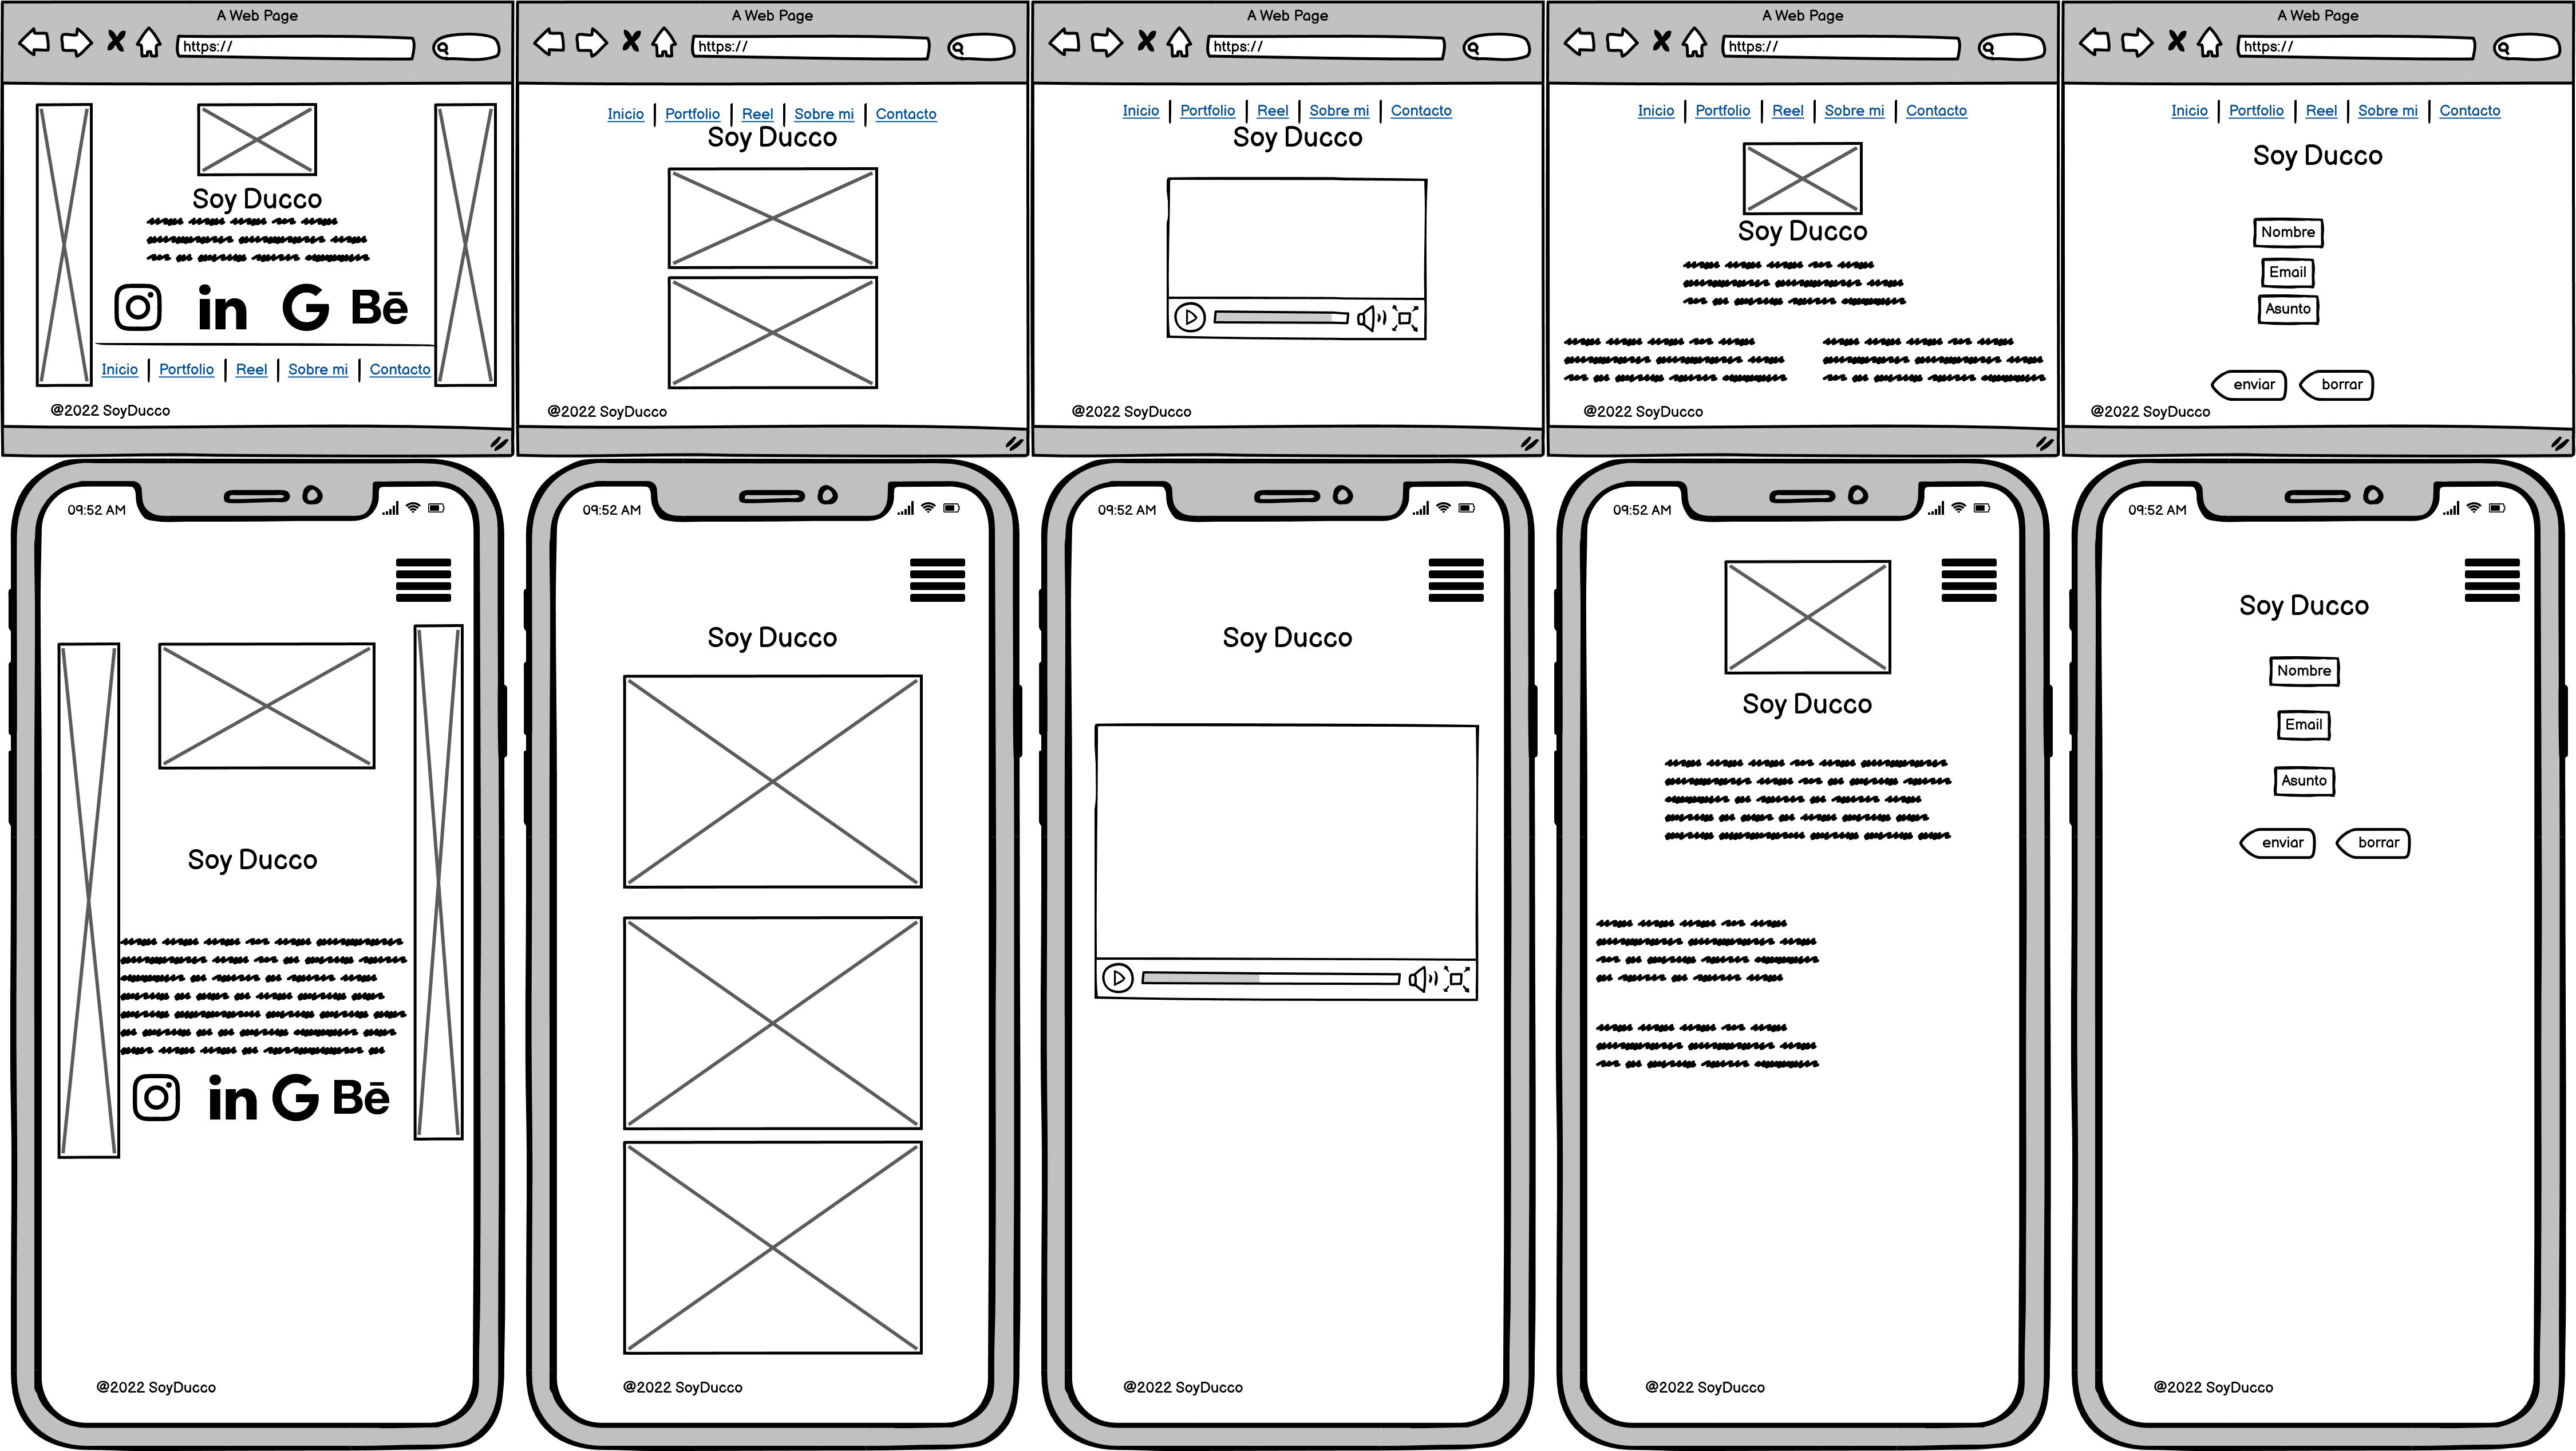 A Web Page
https://
Soy Ducco
in G Bē
Inicio | Portfolio | Reel | Sobre mi | Contacto
@2022 SoyDucco
A Web Page
https://
Inicio | Portfolio | Reel | Sobre mi | Contacto
Soy Ducco
@2022 SoyDucco
A Web Page
https://
Inicio | Portfolio | Reel | Sobre mi | Contacto
Soy Ducco
@2022 SoyDucco
A Web Page
https://
Inicio | Portfolio | Reel | Sobre mi | Contacto
Soy Ducco
@2022 SoyDucco
A Web Page
https://
Inicio | Portfolio | Reel | Sobre mi | Contacto
Soy Ducco
Nombre
Email
Asunto
enviar borrar
@2022 SoyDucco
09:52 AM
Soy Ducco
in G Bē
@2022 SoyDucco
09:52 AM
Soy Ducco
@2022 SoyDucco
09:52 AM
Soy Ducco
@2022 SoyDucco
09:52 AM
Soy Ducco
@2022 SoyDucco
09:52 AM
Soy Ducco
Nombre
Email
Asunto
enviar borrar
@2022 SoyDucco